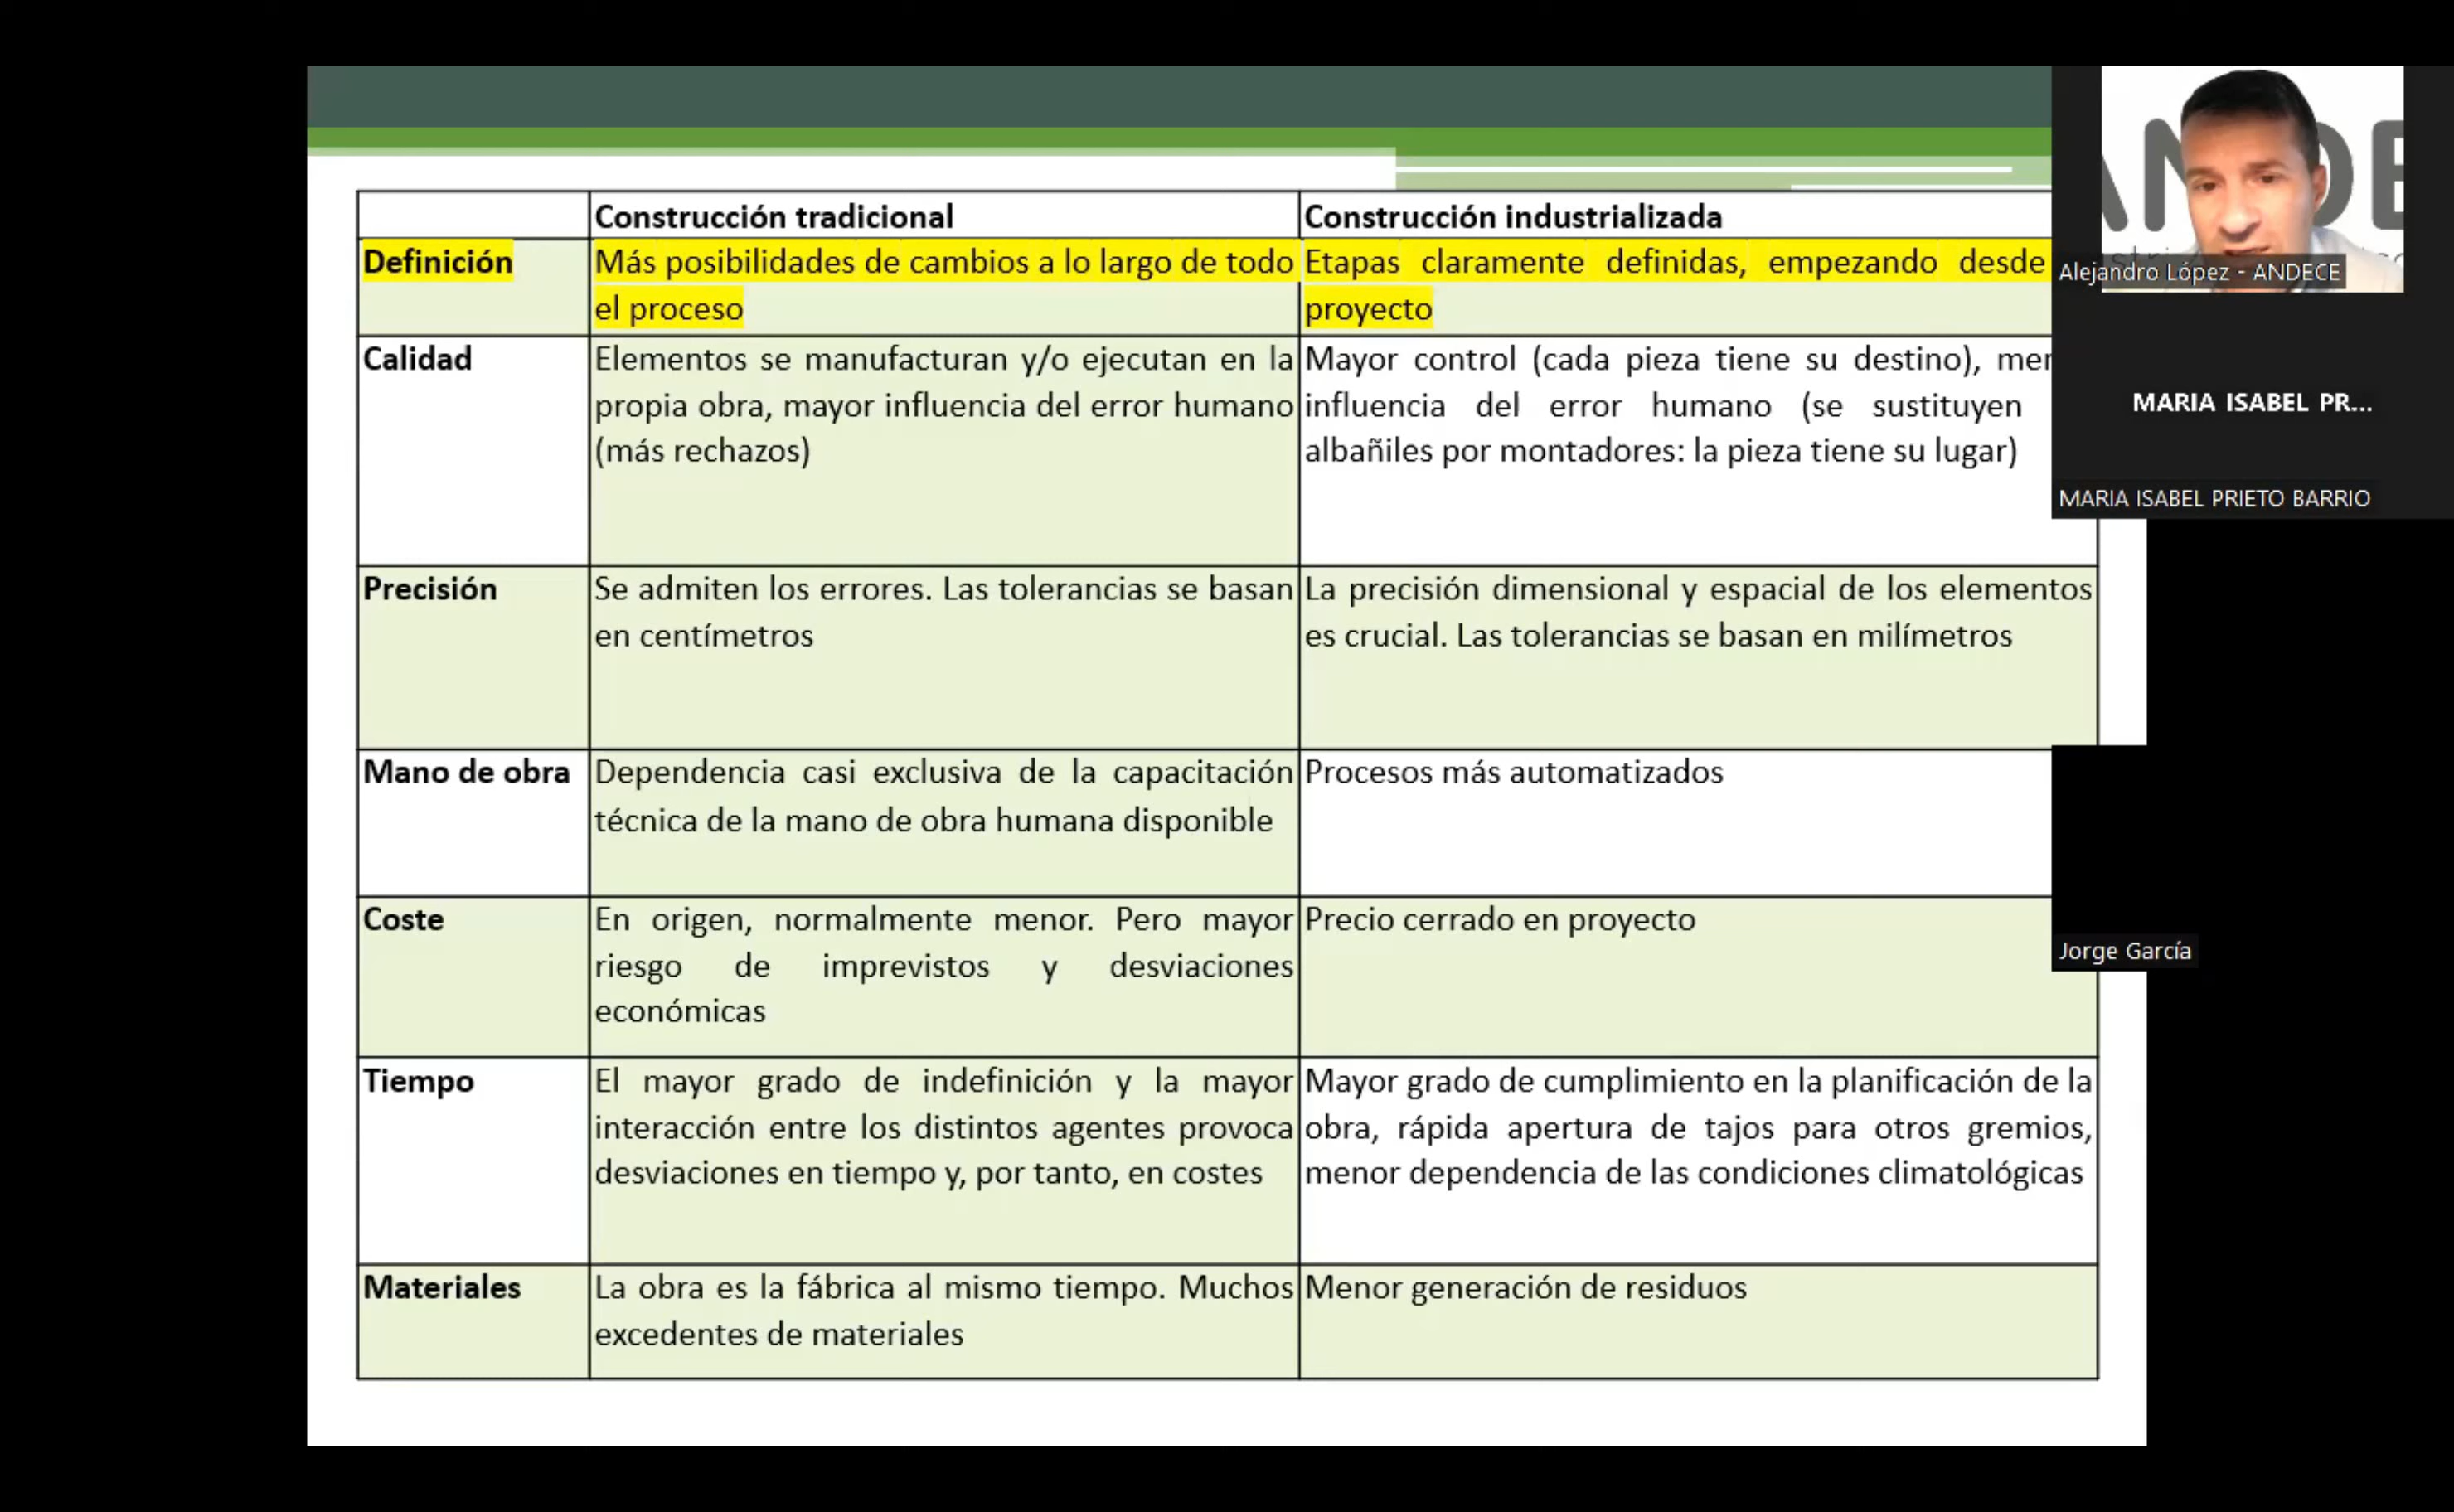 Construcción tradicional
Construcción industrializada
Definición
Más posibilidades de cambios a lo largo de todo
el proceso
Etapas claramente definidas, empezando desde
proyecto
Calidad
Elementos se manufacturan y/o ejecutan en la
propia obra, mayor influencia del error humano
(más rechazos)
Mayor control (cada pieza tiene su destino),
influencia del error humano (se sustituyen
albañiles por montadores: la pieza tiene su lugar)
Precisión
Se admiten los errores. Las tolerancias se basan
en centímetros
La precisión dimensional y espacial de los elementos
es crucial. Las tolerancias se basan en milímetros
Mano de obra
Dependencia casi exclusiva de la capacitación
técnica de la mano de obra humana disponible
Procesos más automatizados
Coste
En origen, normalmente menor. Pero mayor
riesgo de imprevistos y desviaciones
económicas
Precio cerrado en proyecto
Tiempo
El mayor grado de indefinición y la mayor
interacción entre los distintos agentes provoca
desviaciones en tiempo y, por tanto, en costes
Mayor grado de cumplimiento en la planificación de la
obra, rápida apertura de tajos para otros gremios,
menor dependencia de las condiciones climatológicas
Materiales
La obra es la fábrica al mismo tiempo. Muchos
excedentes de materiales
Menor generación de residuos
Alejandro López - ANDECE
MARIA ISABEL PR...
MARIA ISABEL PRIETO BARRIO
Jorge García